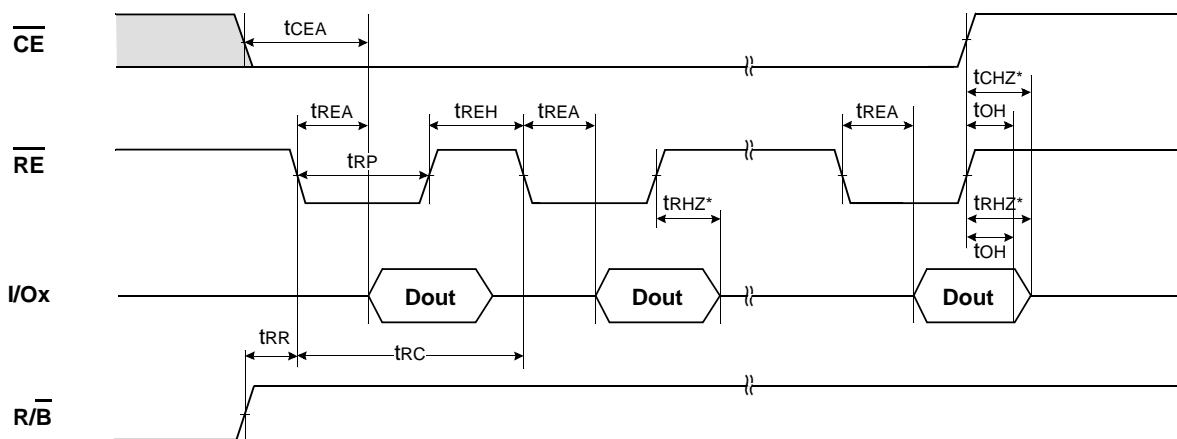 CE
tCEA
tCHZ*
tREA
tREH
tREA
tREA
tOH
RE
tRP
tRHZ*
tRHZ*
tOH
I/Ox
Dout
Dout
Dout
tRR
tRC
R/B